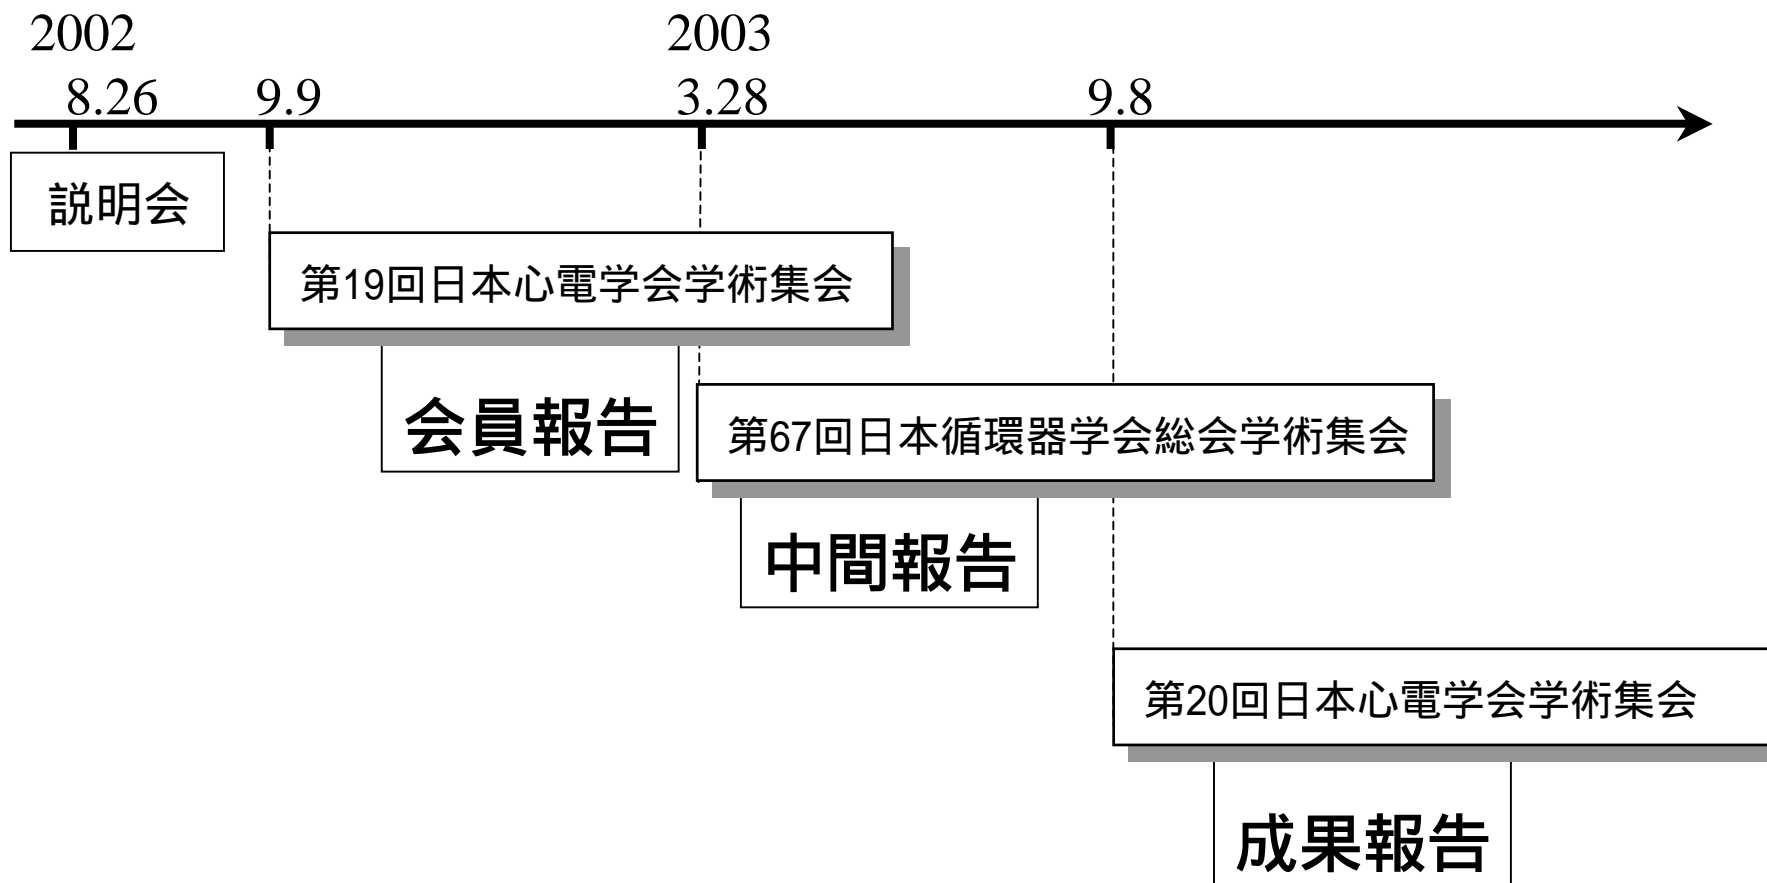 2002 2003
8.26 9.9 3.28 9.8
説明会
第19回日本心電学会学術集会
会員報告
第67回日本循環器学会総会学術集会
中間報告
第20回日本心電学会学術集会
成果報告